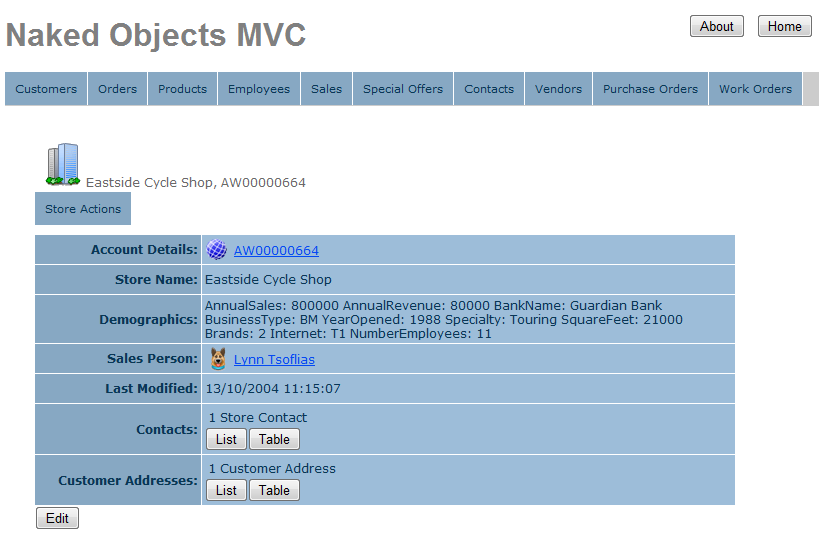 Naked Objects MVC
About Home
Customers Orders Products Employees Sales Special Offers Contacts Vendors Purchase Orders Work Orders
Eastside Cycle Shop, AW00000664
Store Actions
Account Details: AW00000664
Store Name: Eastside Cycle Shop
Demographics: AnnualSales: 800000 AnnualRevenue: 80000 BankName: Guardian Bank
BusinessType: BM YearOpened: 1988 Specialty: Touring SquareFeet: 21000
Brands: 2 Internet: T1 NumberEmployees: 11
Sales Person: Lynn Tsoflias
Last Modified: 13/10/2004 11:15:07
Contacts: 1 Store Contact
List Table
Customer Addresses: 1 Customer Address
List Table
Edit